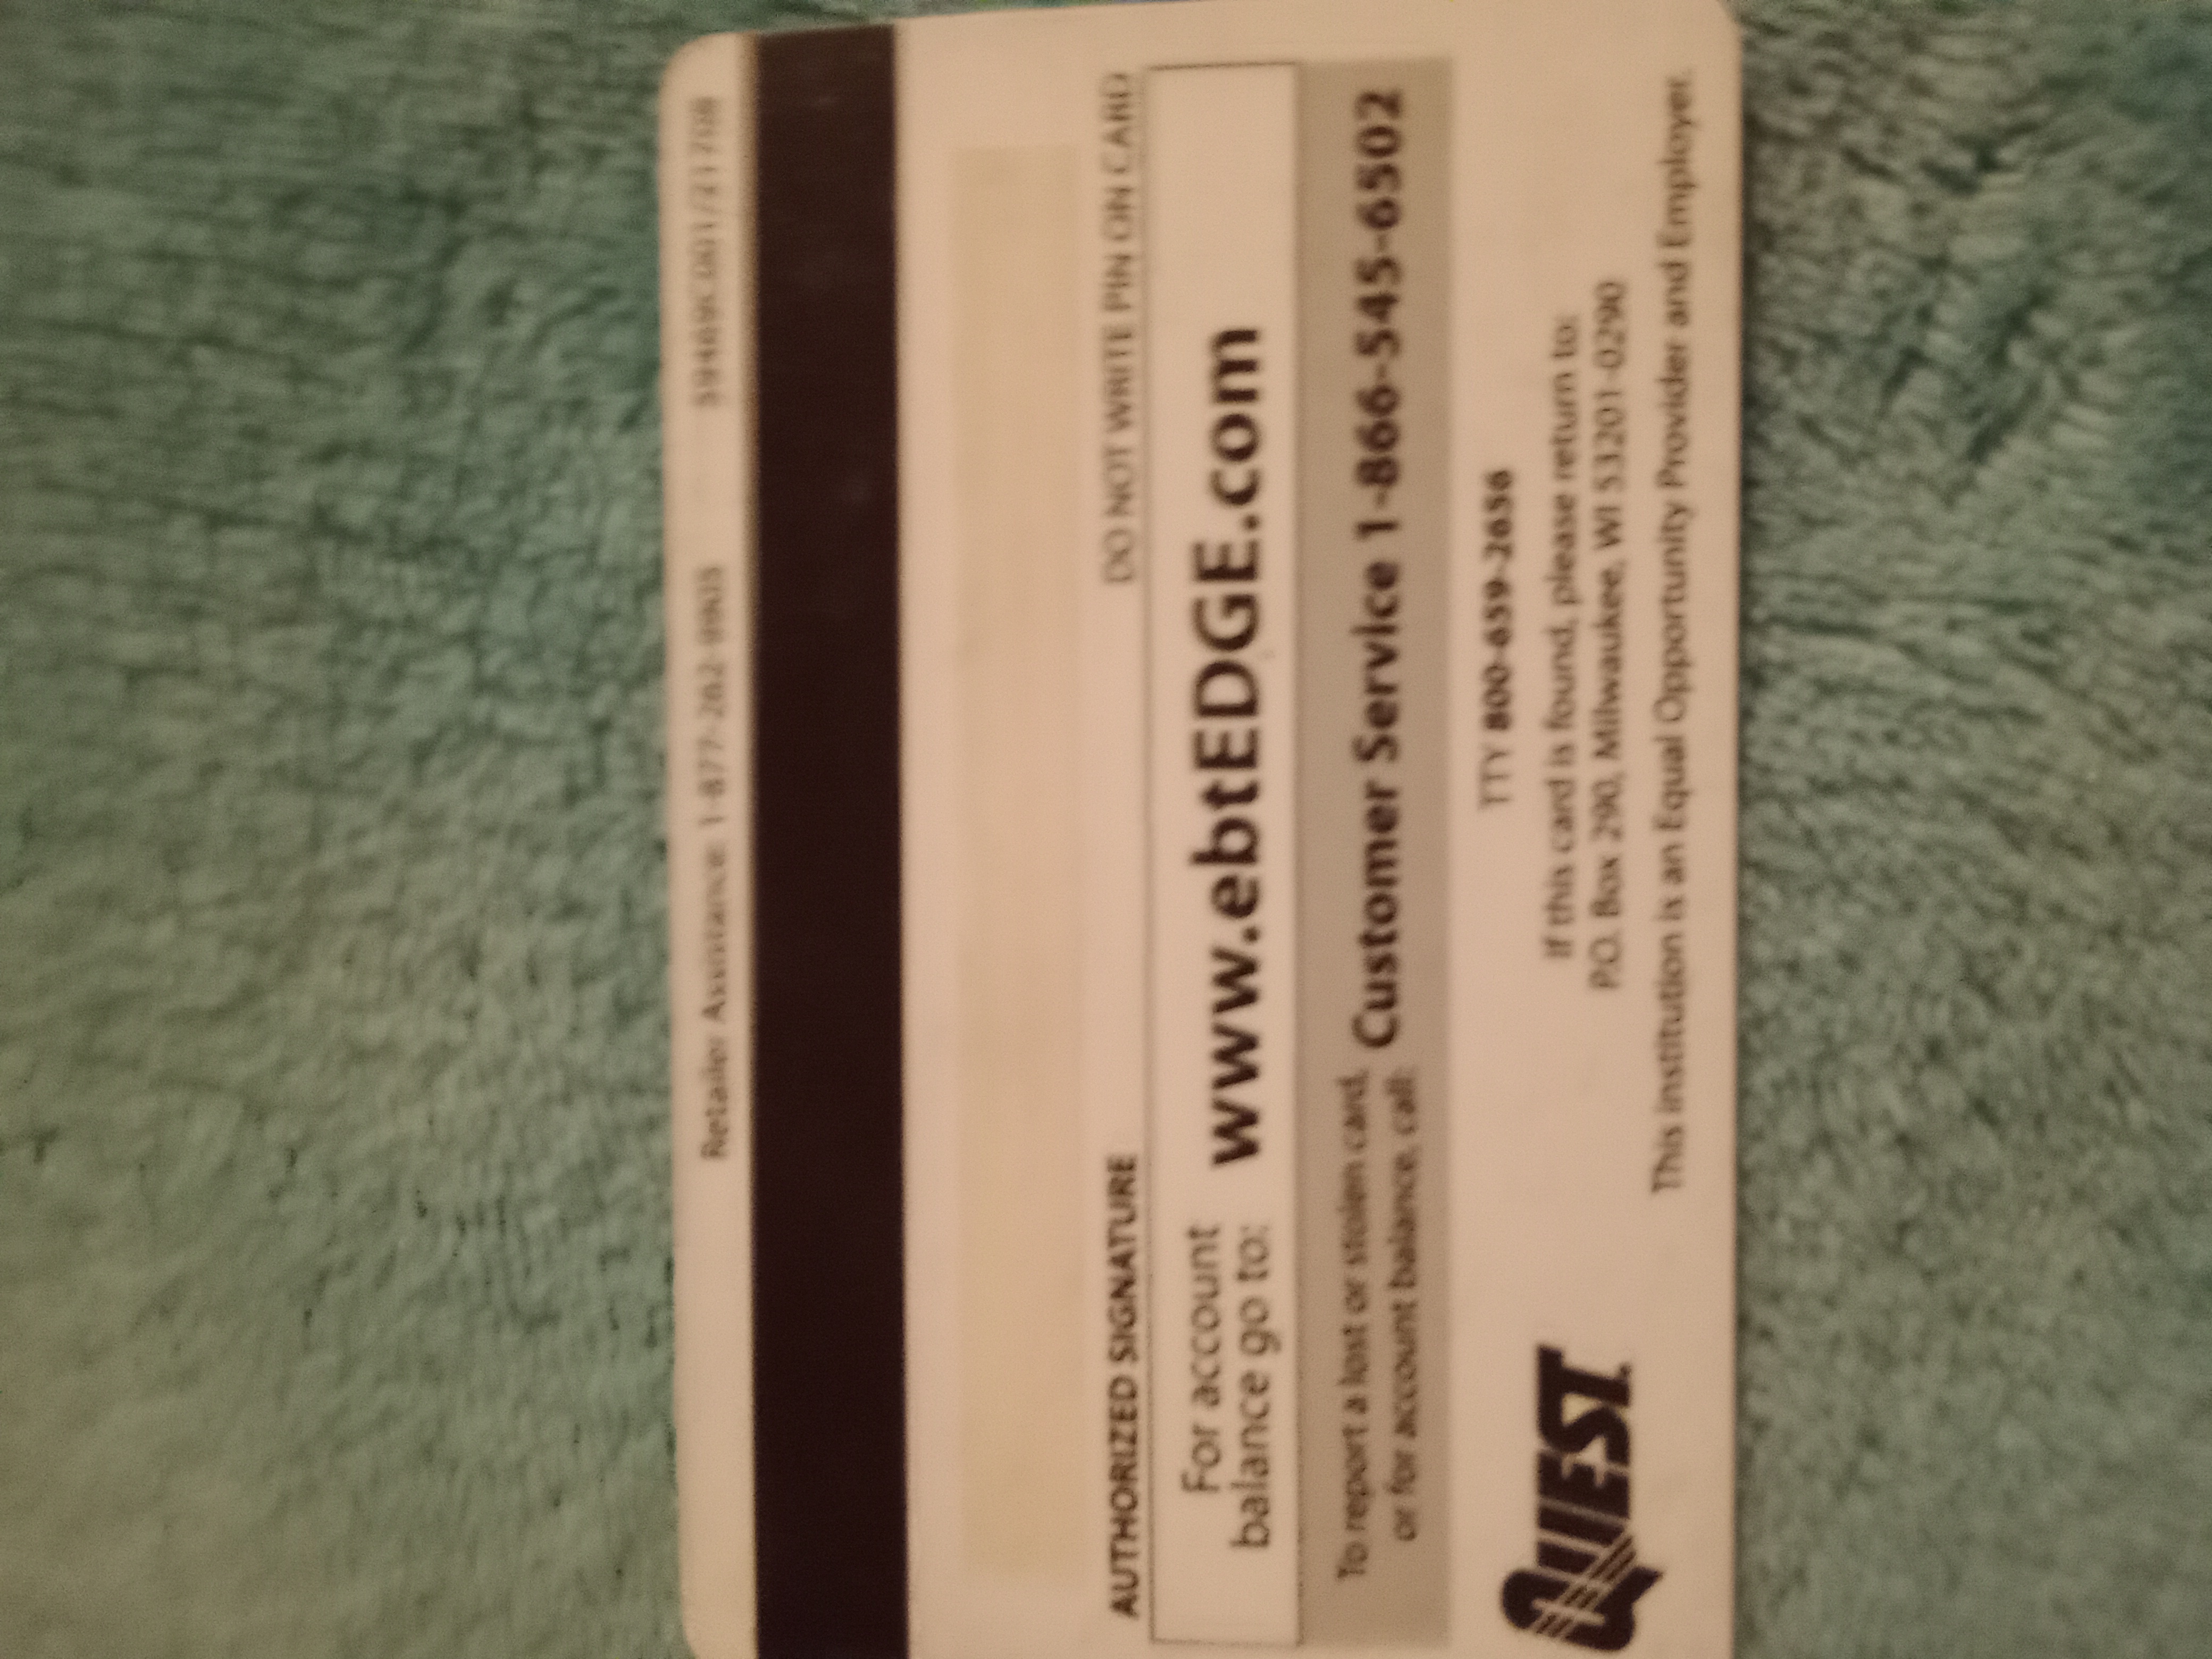 Retailer Assistance: 1-877-262-9905
AUTHORIZED SIGNATURE DO NOT WRITE PIN ON CARD
For account
balance go to:
www.ebtEDGE.com
To report a lost or stolen card,
or for account balance, call:
Customer Service 1-866-545-6502
TTY 800-659-2656
If this card is found, please return to:
P.O. Box 290, Milwaukee, WI 53201-0290
This institution is an Equal Opportunity Provider and Employer.
QUEST